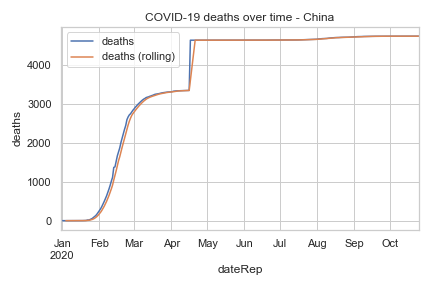 COVID-19 deaths over time - China
deaths
deaths (rolling)
deaths
4000
3000
2000
1000
0
Jan Feb Mar Apr May Jun Jul Aug Sep Oct
2020
dateRep